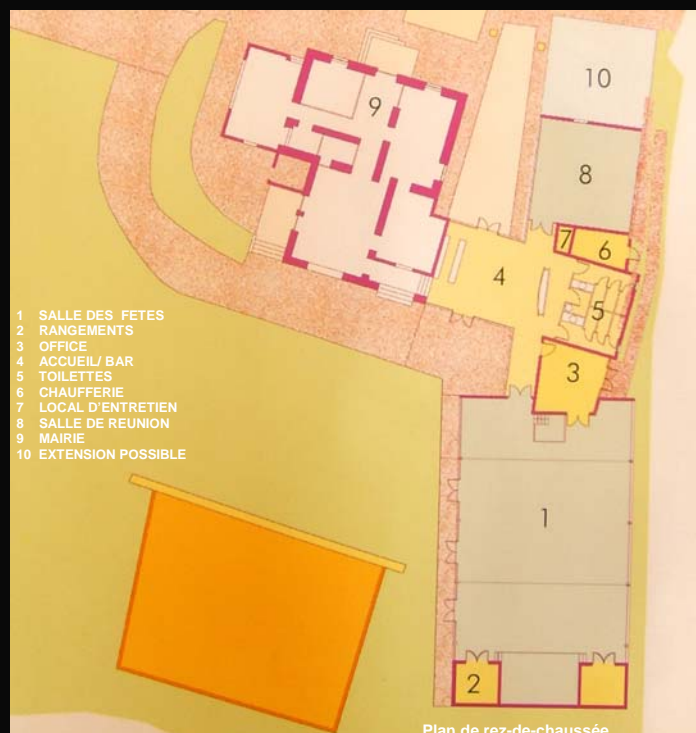 10
9
8
7
6
4
5
3
1 SALLE DES FETES
2 RANGEMENTS
3 OFFICE
4 ACCUEIL/ BAR
5 TOILETTES
6 CHAUFFERIE
7 LOCAL D'ENTRETIEN
8 SALLE DE REUNION
9 MAIRIE
10 EXTENSION POSSIBLE
1
2
Plan de rez-de-chaussée